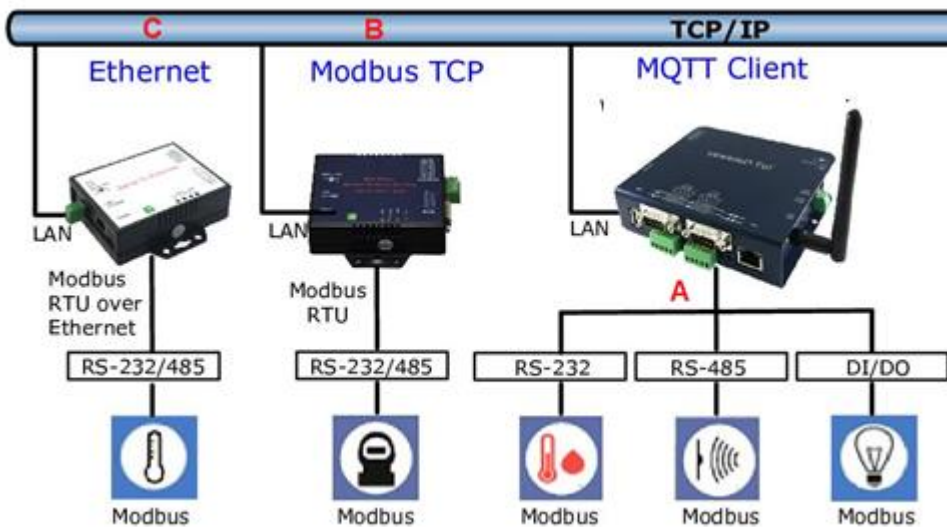 C
B
TCP/IP
Ethernet
Modbus TCP
MQTT Client
LAN
LAN
LAN
Modbus
RTU over
Ethernet
Modbus
RTU
A
RS-232/485
RS-232/485
RS-232
RS-485
DI/DO
Modbus
Modbus
Modbus
Modbus
Modbus